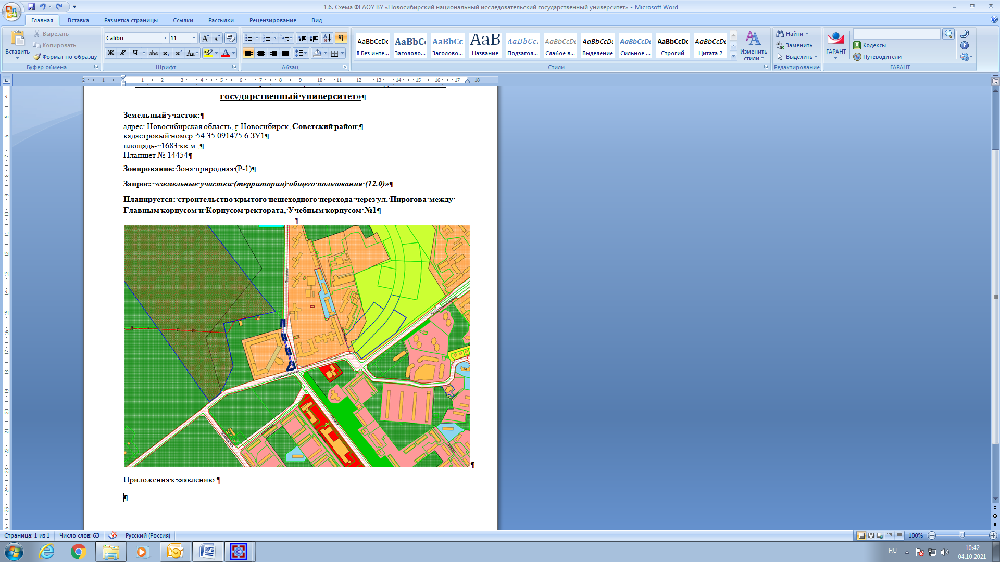 1.6. Схема ФГАОУ ВУ «Новосибирский национальный исследовательский государственный университет» - Microsoft Word
Главная Вставка Разметка страницы Ссылки Рассылки Рецензирование Вид
Вставить
Вырезать
Копировать
Формат по образцу
Буфер обмена
Calibri 11
Ж К Ч abc x₂ x² Aa
Шрифт
Абзац
AaBbCcDc AaBbC AaBbCc AaB AaBbCc. AaBbCcDa AaBbCcDc AaBbCcDc AaBbCcDc AaBbCcDc
¶ Без инте... Заголово... Заголово... Название Подзагол... Слабое в... Выделение Сильное ... Строгий Цитата 2
Изменить стили
Стили
Найти
Заменить
Выделить
Редактирование
ГАРАНТ
Кодексы
Путеводители
ГАРАНТ
государственный университет»¶
Земельный участок:¶
адрес: Новосибирская область, г Новосибирск, Советский район;¶
кадастровый номер. 54:35:091475:6:ЗУ1¶
площадь- 1683 кв.м.;¶
Планшет № 14454¶
Зонирование: Зона природная (Р-1)¶
Запрос: «земельные участки (территории) общего пользования (12.0)»¶
Планируется: строительство крытого пешеходного перехода через ул. Пирогова между
Главным корпусом и Корпусом ректората, Учебным корпусом №1¶
¶
Пирогова
Университетский
¶
Приложения к заявлению:¶
¶
Страница: 1 из 1 Число слов: 63 Русский (Россия) 100%
RU
10:42
04.10.2021